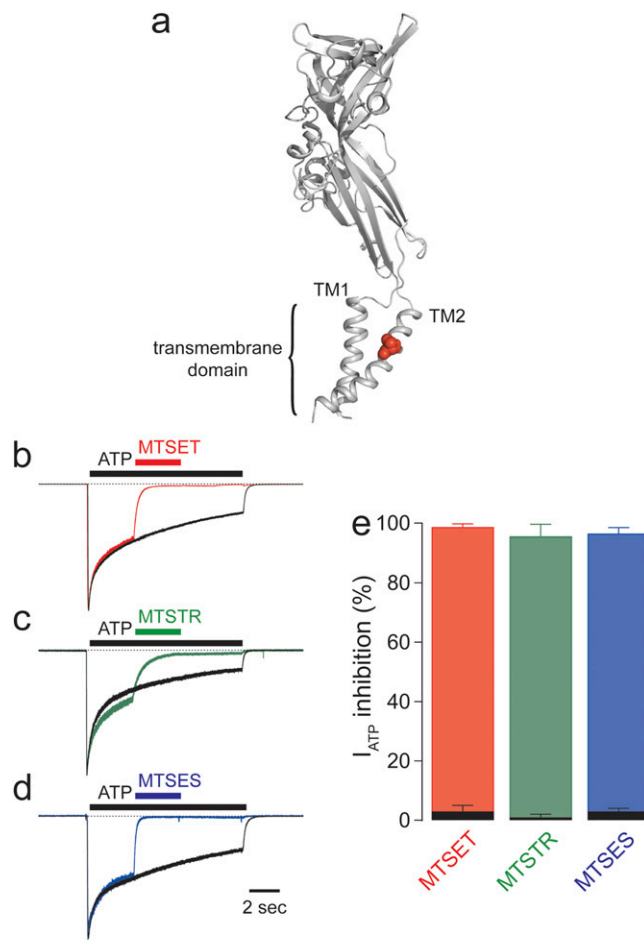 a
TM1
TM2
transmembrane
domain
b
MTSET
ATP
c
MTSTR
ATP
d
MTSES
ATP
2 sec
e
I_ATP inhibition (%)
100
80
60
40
20
0
MTSET
MTSTR
MTSES